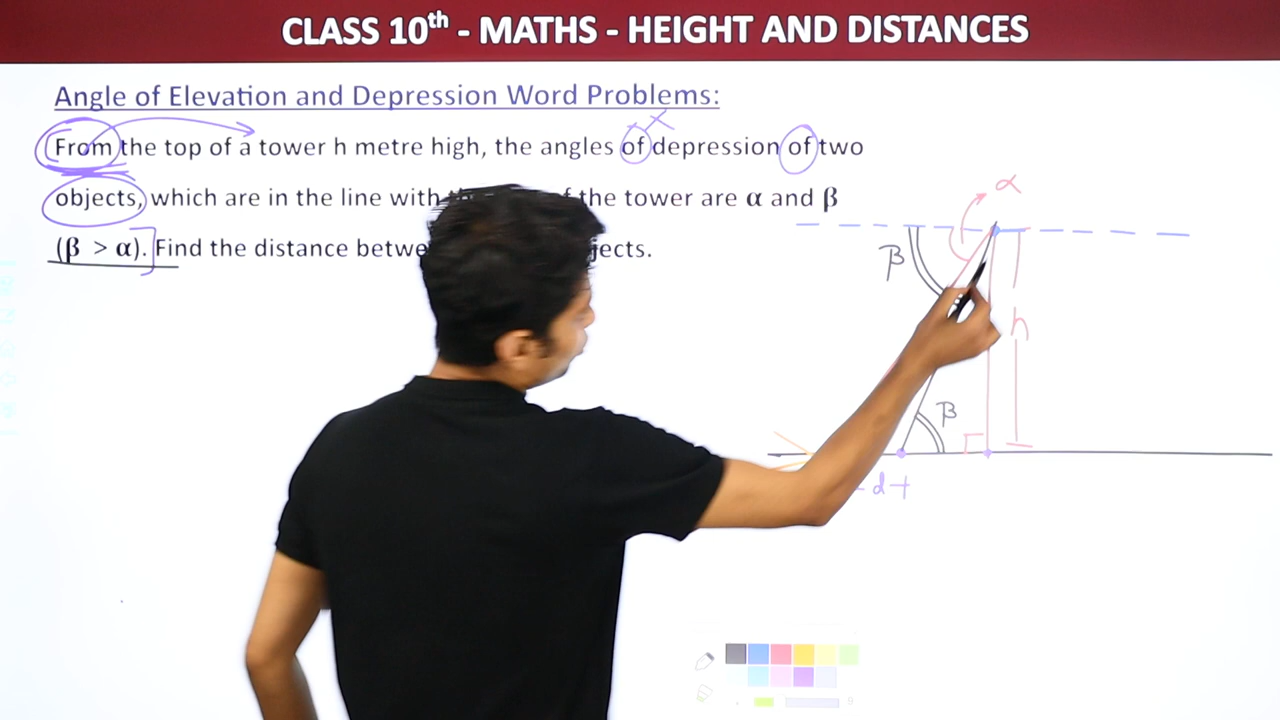 CLASS 10th - MATHS - HEIGHT AND DISTANCES
Angle of Elevation and Depression Word Problems:
From the top of a tower h metre high, the angles of depression of two
objects, which are in the line with the of the tower are α and β
(β > α). Find the distance
α
β
h
β
d